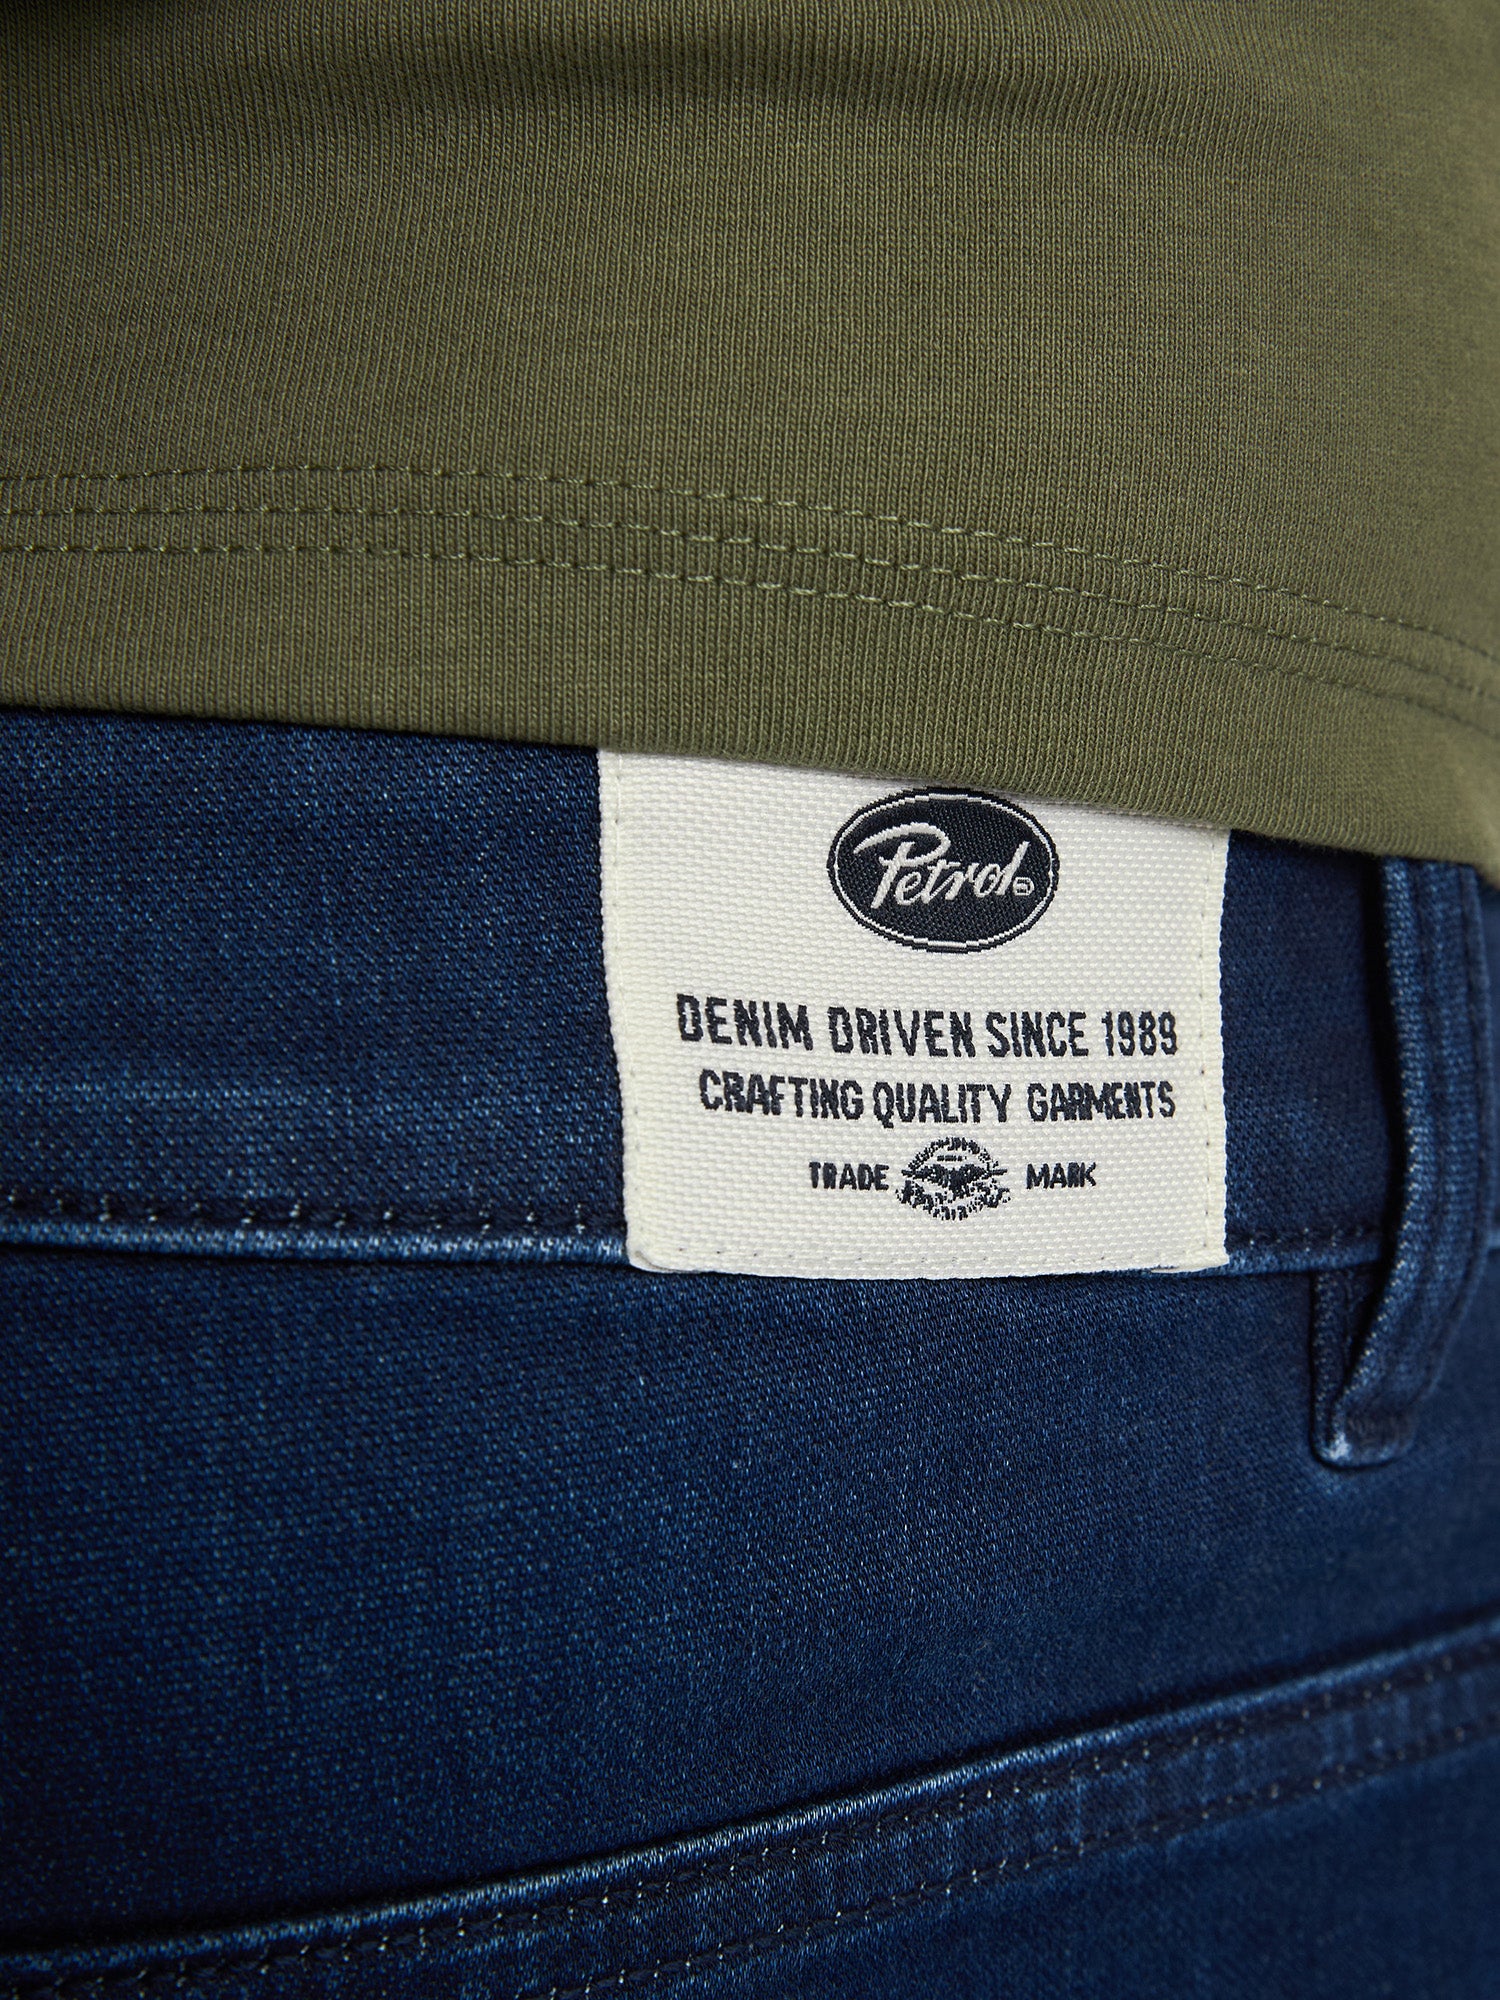 Petrol
DENIM DRIVEN SINCE 1989
CRAFTING QUALITY GARMENTS
TRADE MARK